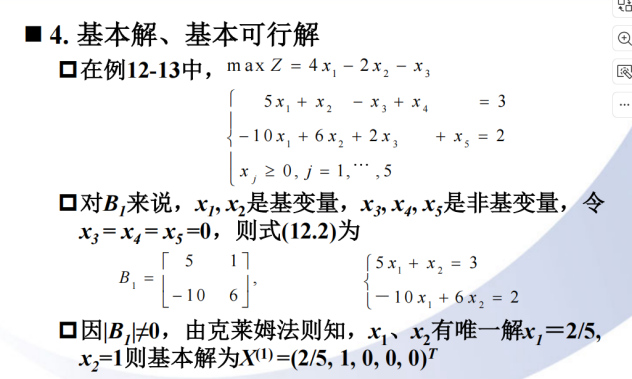 ■ 4. 基本解、基本可行解
在例12-13中，max Z = 4x₁ − 2x₂ − x₃
5x₁ + x₂ − x₃ + x₄ = 3
−10x₁ + 6x₂ + 2x₃ + x₅ = 2
xⱼ ≥ 0, j = 1,⋯,5
对B₁来说，x₁, x₂是基变量，x₃, x₄, x₅是非基变量，令
x₃ = x₄ = x₅ =0，则式(12.2)为
B₁ = [5 1; −10 6], { 5x₁ + x₂ = 3
−10x₁ + 6x₂ = 2
因|B₁|≠0，由克莱姆法则知，x₁、x₂有唯一解x₁＝2/5,
x₂=1则基本解为X⁽¹⁾=(2/5, 1, 0, 0, 0)ᵀ